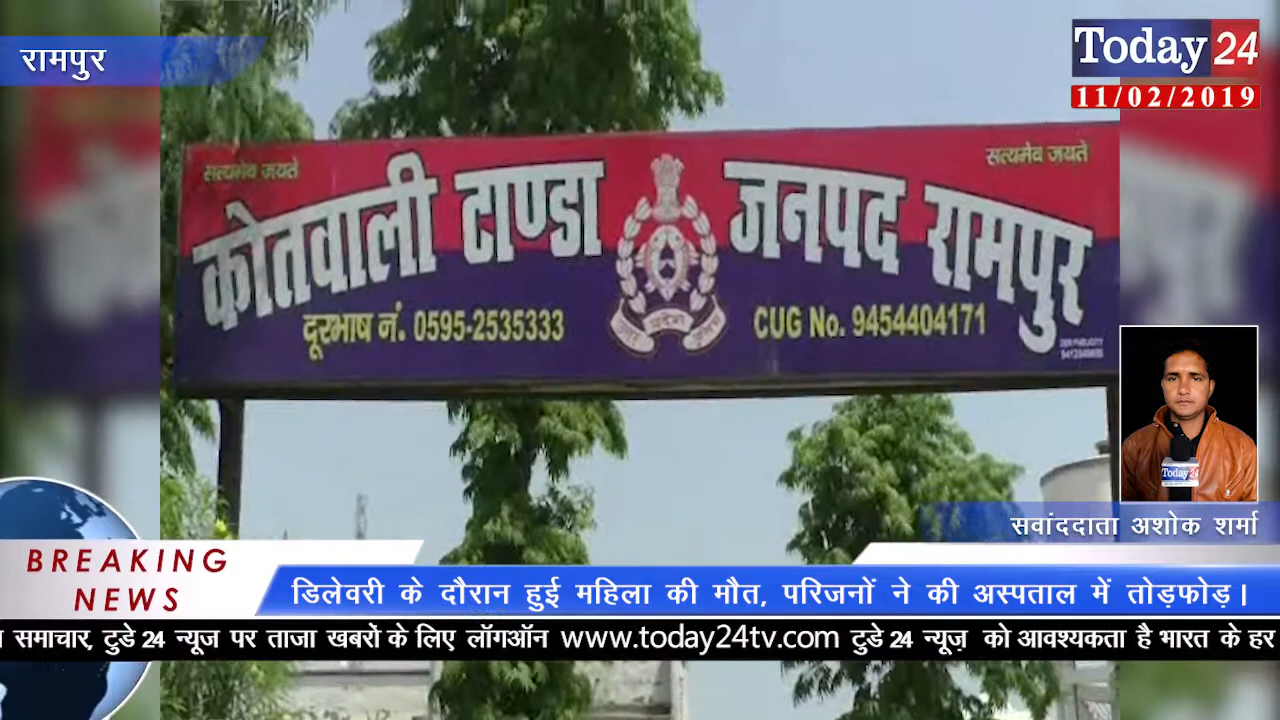 रामपुर
Today 24
11/02/2019
सत्यमेव जयते
सत्यमेव जयते
कोतवाली टाण्डा जनपद रामपुर
दूरभाष नं. 0595-2535333
CUG No. 9454404171
Today 24
सवांददाता अशोक शर्मा
BREAKING
NEWS
डिलेवरी के दौरान हुई महिला की मौत, परिजनों ने की अस्पताल में तोड़फोड़।
समाचार, टुडे 24 न्यूज पर ताजा खबरों के लिए लॉगऑन www.today24tv.com टुडे 24 न्यूज़ को आवश्यकता है भारत के हर